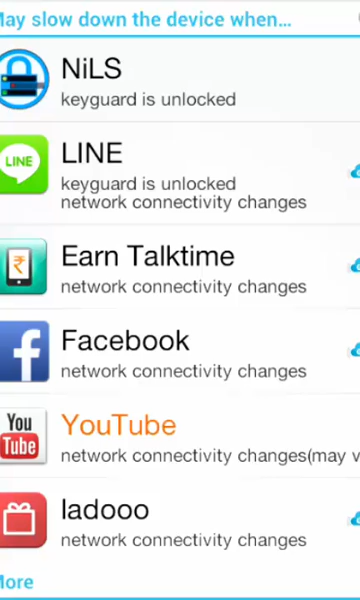 May slow down the device when...
NiLS
keyguard is unlocked
LINE
LINE
keyguard is unlocked
network connectivity changes
Earn Talktime
₹
network connectivity changes
Facebook
f
network connectivity changes
You
Tube
YouTube
network connectivity changes(may v
ladooo
network connectivity changes
More